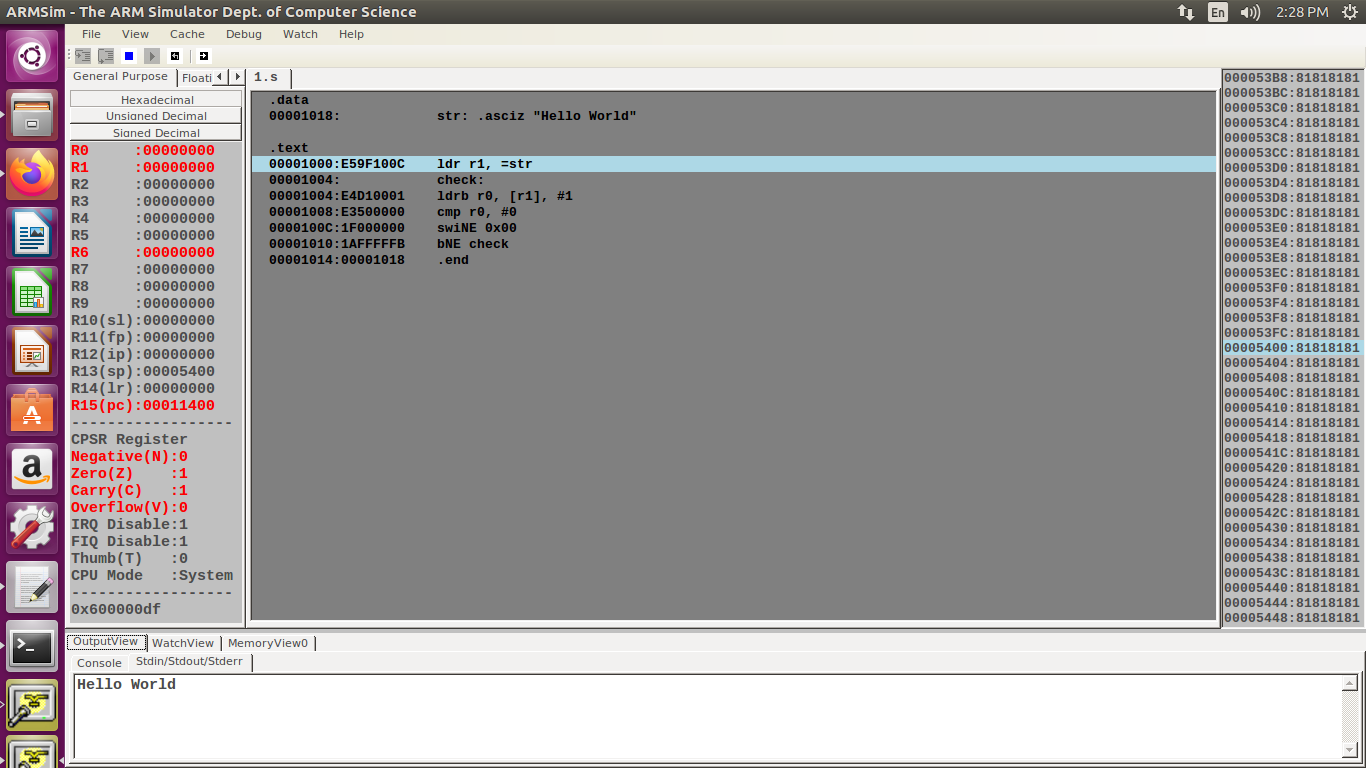 ARMSim - The ARM Simulator Dept. of Computer Science
En
2:28 PM
File View Cache Debug Watch Help
General Purpose
Floati
Hexadecimal
Unsigned Decimal
Signed Decimal
R0 :00000000
R1 :00000000
R2 :00000000
R3 :00000000
R4 :00000000
R5 :00000000
R6 :00000000
R7 :00000000
R8 :00000000
R9 :00000000
R10(sl):00000000
R11(fp):00000000
R12(ip):00000000
R13(sp):00005400
R14(lr):00000000
R15(pc):00011400
------------------
CPSR Register
Negative(N):0
Zero(Z) :1
Carry(C) :1
Overflow(V):0
IRQ Disable:1
FIQ Disable:1
Thumb(T) :0
CPU Mode :System
------------------
0x600000df
1.s
.data
00001018: str: .asciz "Hello World"
.text
00001000:E59F100C ldr r1, =str
00001004: check:
00001004:E4D10001 ldrb r0, [r1], #1
00001008:E3500000 cmp r0, #0
0000100C:1F000000 swiNE 0x00
00001010:1AFFFFFB bNE check
00001014:00001018 .end
000053B8:81818181
000053BC:81818181
000053C0:81818181
000053C4:81818181
000053C8:81818181
000053CC:81818181
000053D0:81818181
000053D4:81818181
000053D8:81818181
000053DC:81818181
000053E0:81818181
000053E4:81818181
000053E8:81818181
000053EC:81818181
000053F0:81818181
000053F4:81818181
000053F8:81818181
000053FC:81818181
00005400:81818181
00005404:81818181
00005408:81818181
0000540C:81818181
00005410:81818181
00005414:81818181
00005418:81818181
0000541C:81818181
00005420:81818181
00005424:81818181
00005428:81818181
0000542C:81818181
00005430:81818181
00005434:81818181
00005438:81818181
0000543C:81818181
00005440:81818181
00005444:81818181
00005448:81818181
OutputView WatchView MemoryView0
Console Stdin/Stdout/Stderr
Hello World